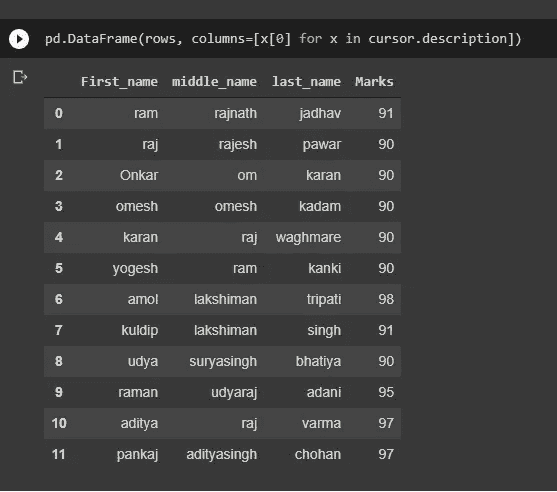 pd.DataFrame(rows, columns=[x[0] for x in cursor.description])
First_name middle_name last_name Marks
0 ram rajnath jadhav 91
1 raj rajesh pawar 90
2 Onkar om karan 90
3 omesh omesh kadam 90
4 karan raj waghmare 90
5 yogesh ram kanki 90
6 amol lakshiman tripati 98
7 kuldip lakshiman singh 91
8 udya suryasingh bhatiya 90
9 raman udyaraj adani 95
10 aditya raj varma 97
11 pankaj adityasingh chohan 97